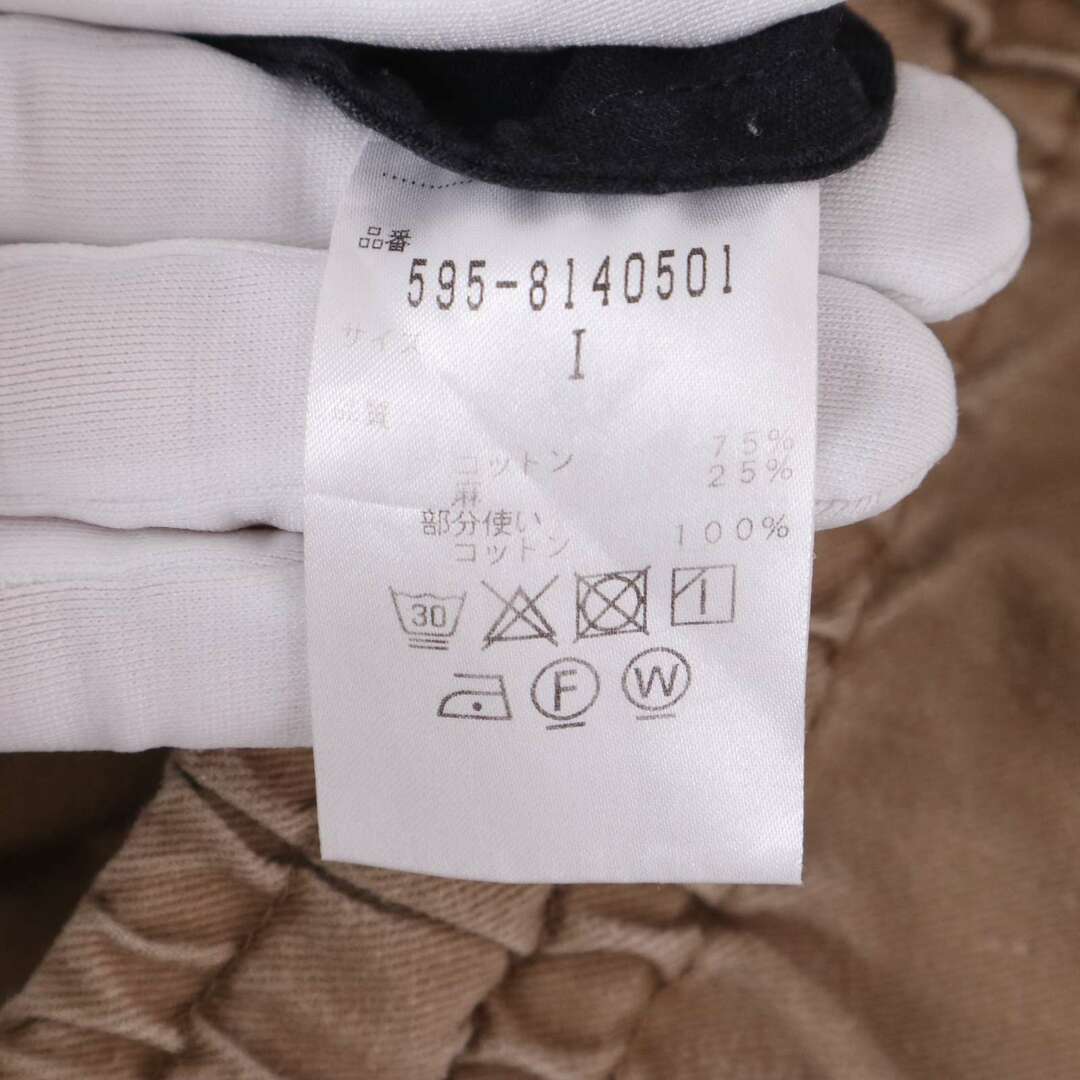 品番
595-8140501
サイズ
I
品質
コットン 75%
麻 25%
部分使い
コットン 100%
30
F W